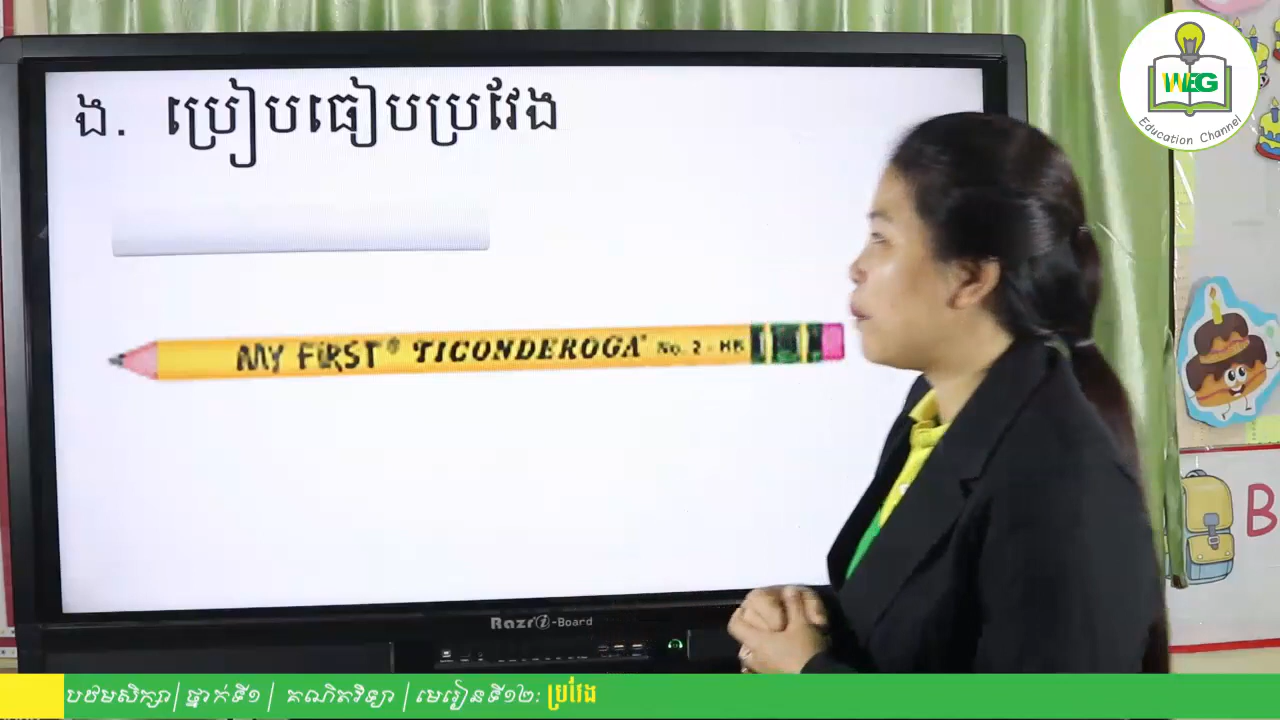 ង. ប្រៀបធៀបប្រវែង
MY FIRST® TICONDEROGA® No. 2 - HB
Razr i-Board
WEG
Education Channel
B
បឋមសិក្សា| ថ្នាក់ទី១ | គណិតវិទ្យា | មេរៀនទី១២: ប្រវែង